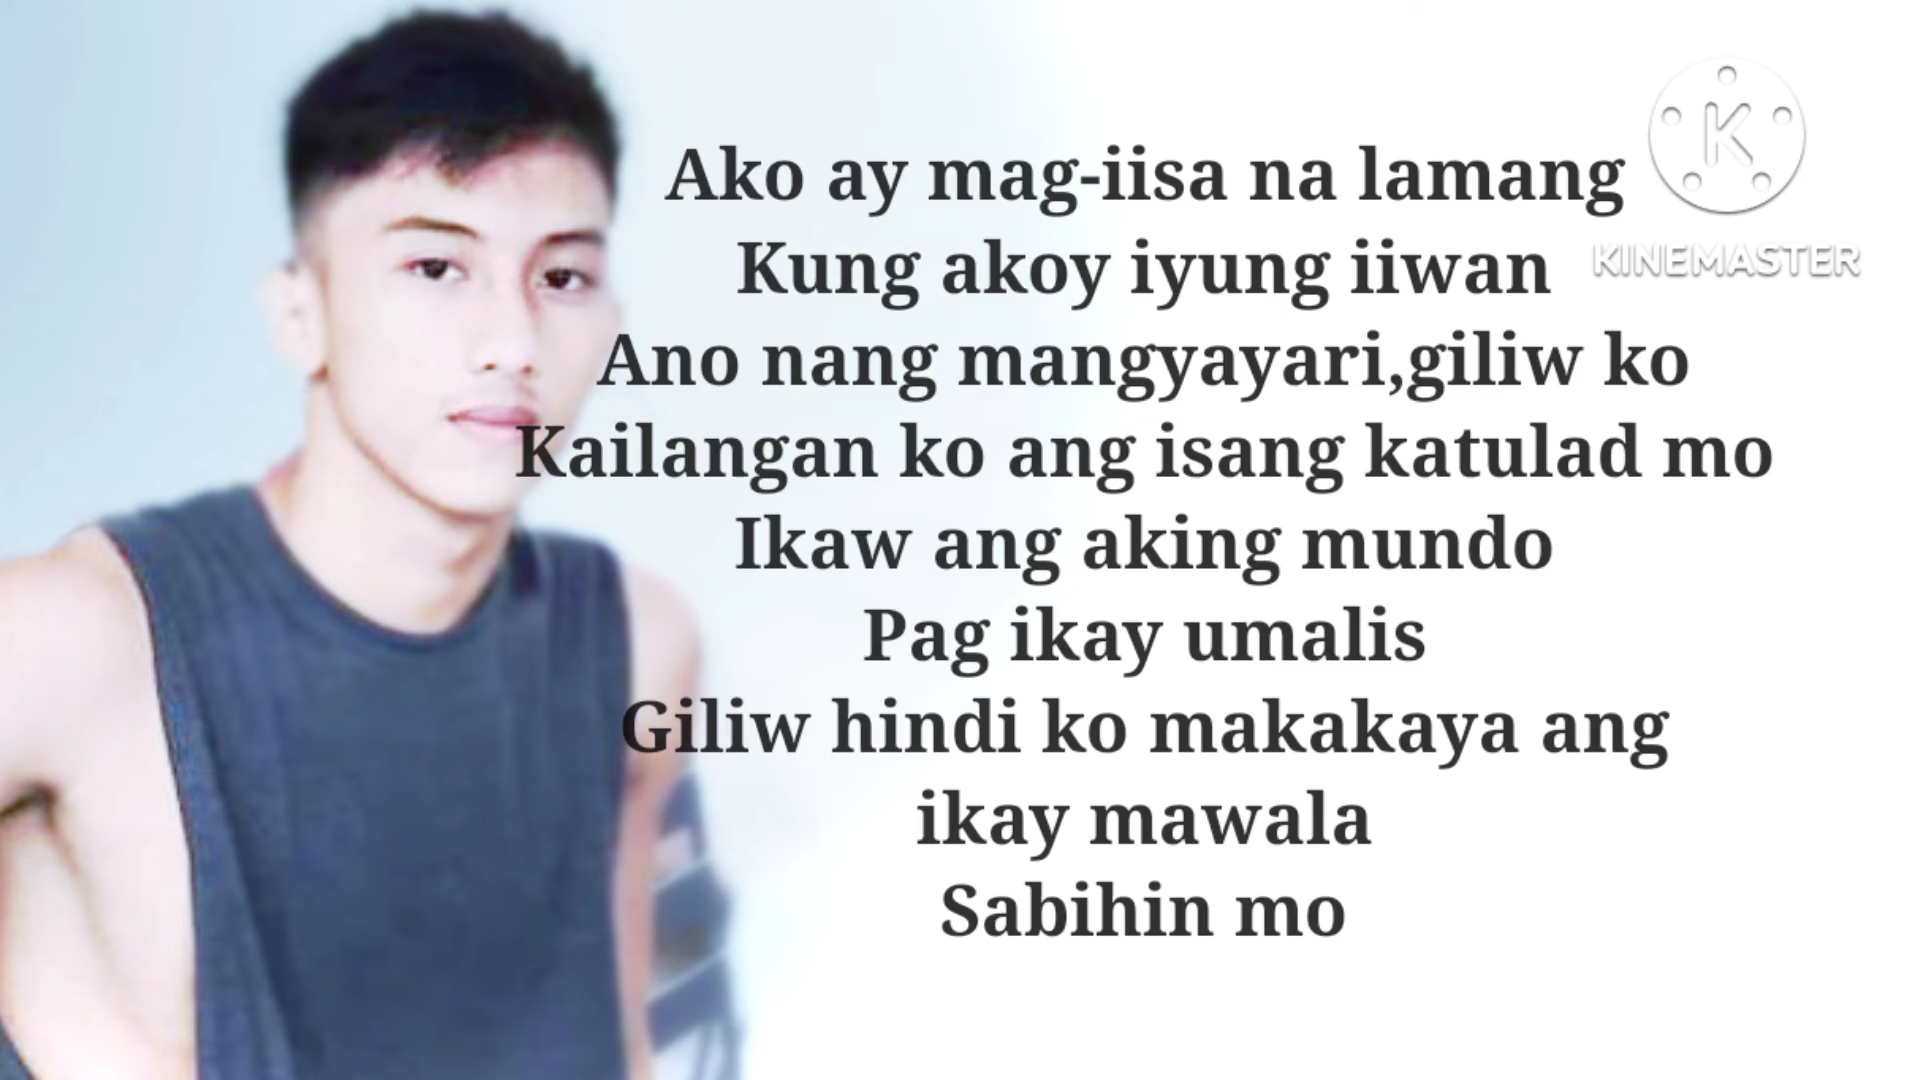 Ako ay mag-iisa na lamang
Kung akoy iyung iiwan
Ano nang mangyayari,giliw ko
Kailangan ko ang isang katulad mo
Ikaw ang aking mundo
Pag ikay umalis
Giliw hindi ko makakaya ang
ikay mawala
Sabihin mo
K
KINEMASTER